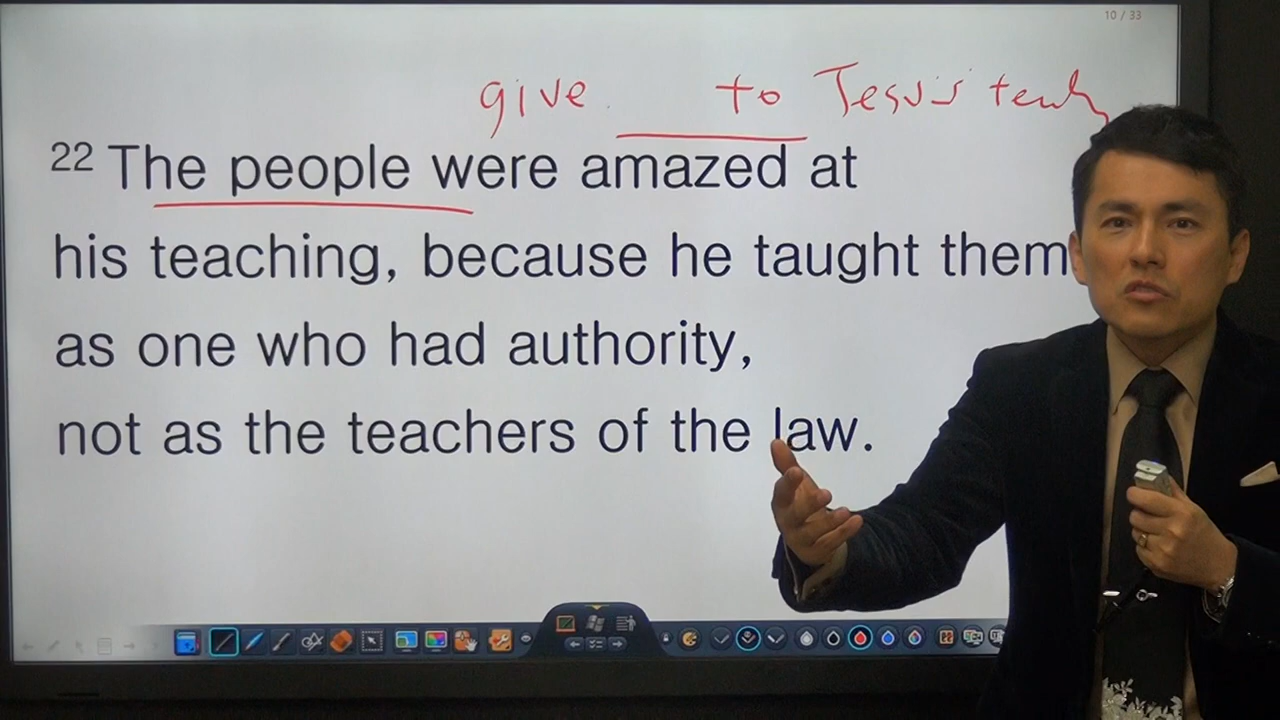 10 / 33
give to Jesus's
22 The people were amazed at
his teaching, because he taught them
as one who had authority,
not as the teachers of the law.